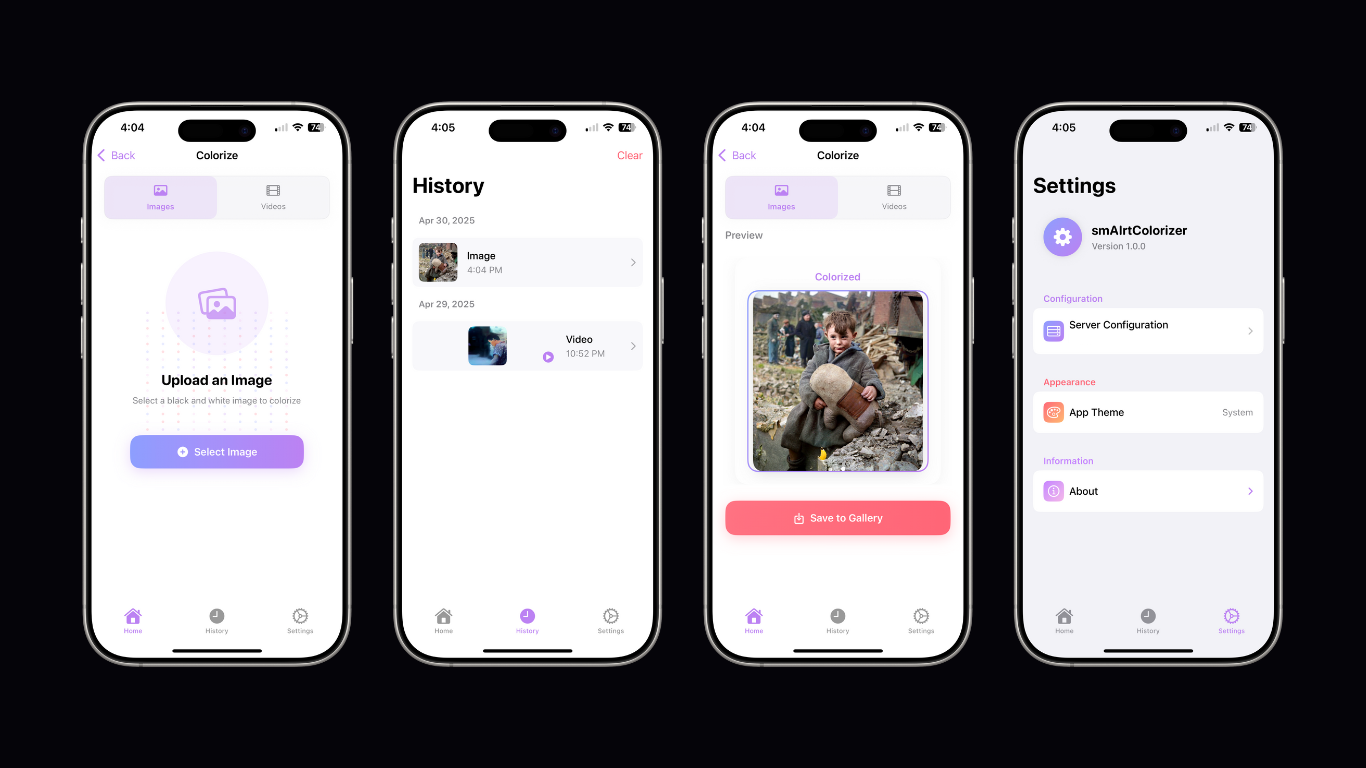 4:04
74
Back
Colorize
Images
Videos
Upload an Image
Select a black and white image to colorize
Select Image
Home
History
Settings
4:05
74
Clear
History
Apr 30, 2025
Image
4:04 PM
Apr 29, 2025
Video
10:52 PM
Home
History
Settings
4:04
74
Back
Colorize
Images
Videos
Preview
Colorized
Save to Gallery
Home
History
Settings
4:05
74
Settings
smAIrtColorizer
Version 1.0.0
Configuration
Server Configuration
Appearance
App Theme
System
Information
About
Home
History
Settings